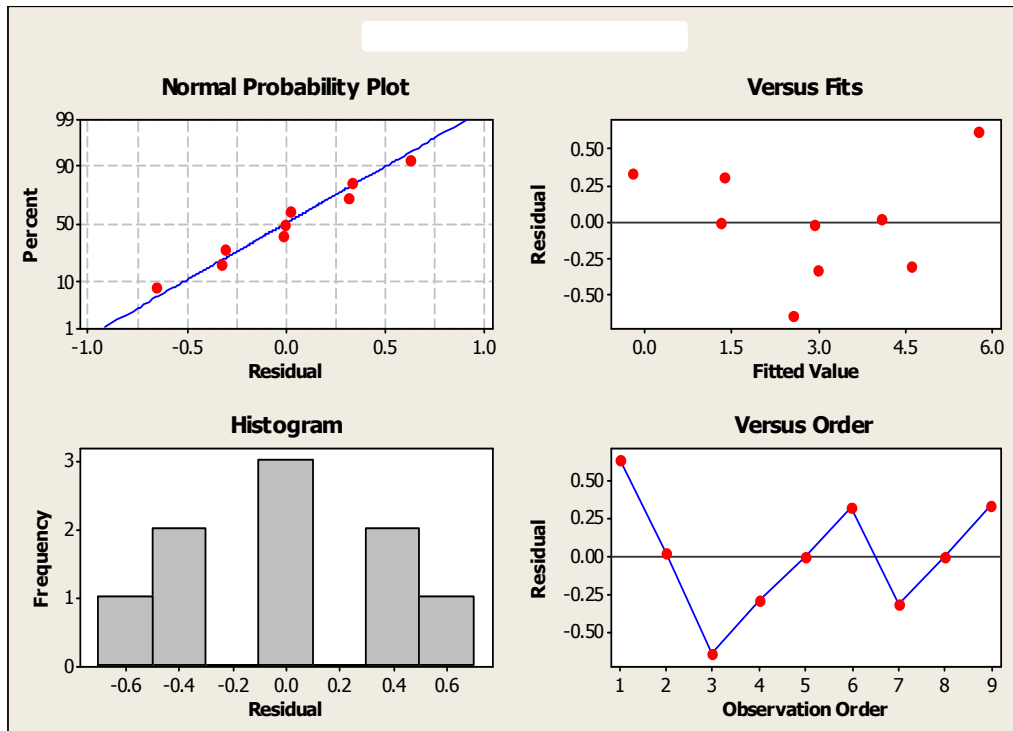 Normal Probability Plot
99
90
50
10
1
Percent
-1.0 -0.5 0.0 0.5 1.0
Residual
Versus Fits
0.50
0.25
0.00
-0.25
-0.50
Residual
0.0 1.5 3.0 4.5 6.0
Fitted Value
Histogram
3
2
1
0
Frequency
-0.6 -0.4 -0.2 0.0 0.2 0.4 0.6
Residual
Versus Order
0.50
0.25
0.00
-0.25
-0.50
Residual
1 2 3 4 5 6 7 8 9
Observation Order